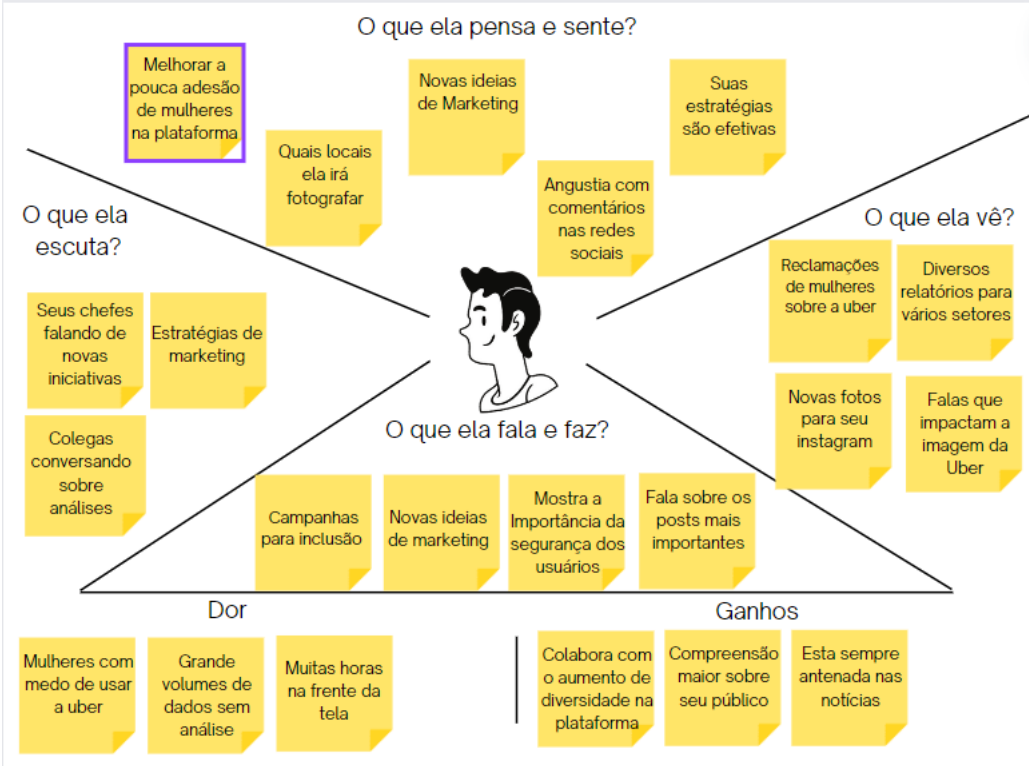 O que ela pensa e sente?
Melhorar a
pouca adesão
de mulheres
na plataforma
Quais locais
ela irá
fotografar
Novas ideias
de Marketing
Angustia com
comentários
nas redes
sociais
Suas
estratégias
são efetivas
O que ela
escuta?
Seus chefes
falando de
novas
iniciativas
Estratégias de
marketing
Colegas
conversando
sobre
análises
O que ela vê?
Reclamações
de mulheres
sobre a uber
Diversos
relatórios para
vários setores
Novas fotos
para seu
instagram
Falas que
impactam a
imagem da
Uber
O que ela fala e faz?
Campanhas
para inclusão
Novas ideias
de marketing
Mostra a
Importância da
segurança dos
usuários
Fala sobre os
posts mais
importantes
Dor
Mulheres com
medo de usar
a uber
Grande
volumes de
dados sem
análise
Muitas horas
na frente da
tela
Ganhos
Colabora com
o aumento de
diversidade na
plataforma
Compreensão
maior sobre
seu público
Esta sempre
antenada nas
notícias